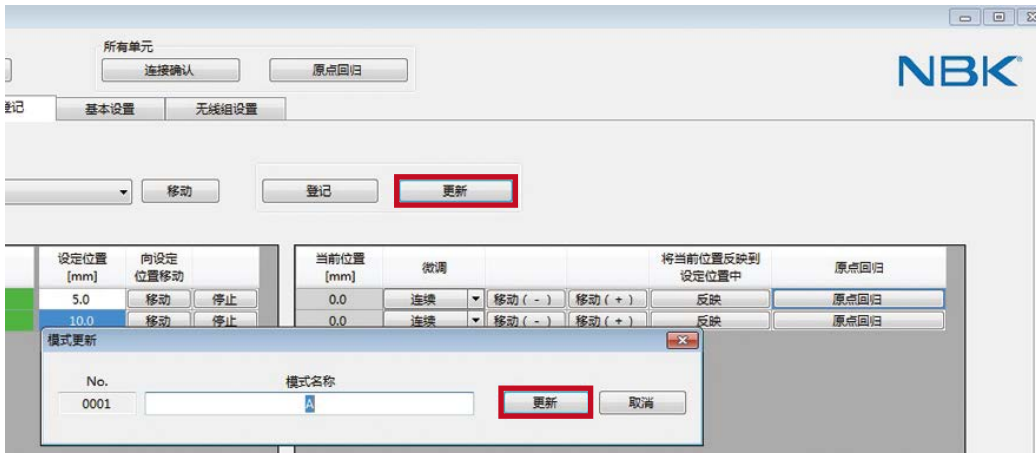 所有单元
连接确认 原点回归
NBK
登记 基本设置 无线组设置
移动 登记 更新
设定位置 [mm] 向设定 位置移动 当前位置 [mm] 微调 将当前位置反映到 设定位置中 原点回归
5.0 移动 停止 0.0 连续 移动 ( - ) 移动 ( + ) 反映 原点回归
10.0 移动 停止 0.0 连续 移动 ( - ) 移动 ( + ) 反映 原点回归
模式更新
No. 模式名称
0001 A 更新 取消